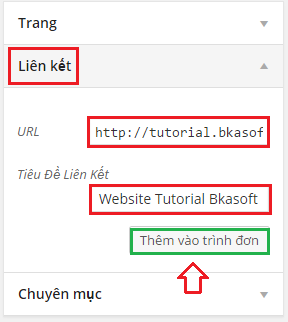 Trang
Liên kết
URL http://tutorial.bkasof
Tiêu Đề Liên Kết
Website Tutorial Bkasoft
Thêm vào trình đơn
Chuyên mục